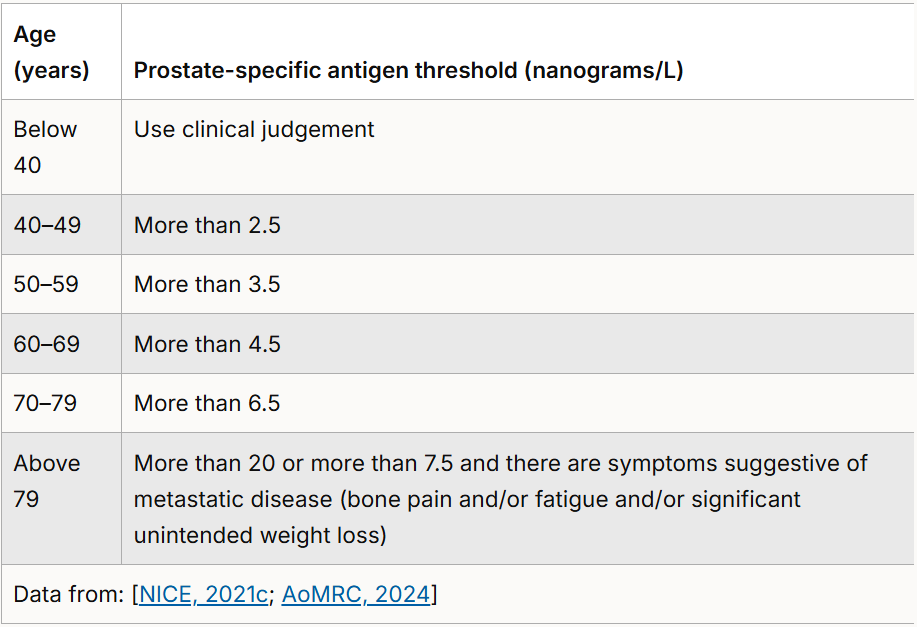 Age
(years)
Prostate-specific antigen threshold (nanograms/L)
Below
40
Use clinical judgement
40–49
More than 2.5
50–59
More than 3.5
60–69
More than 4.5
70–79
More than 6.5
Above
79
More than 20 or more than 7.5 and there are symptoms suggestive of
metastatic disease (bone pain and/or fatigue and/or significant
unintended weight loss)
Data from: [NICE, 2021c; AoMRC, 2024]